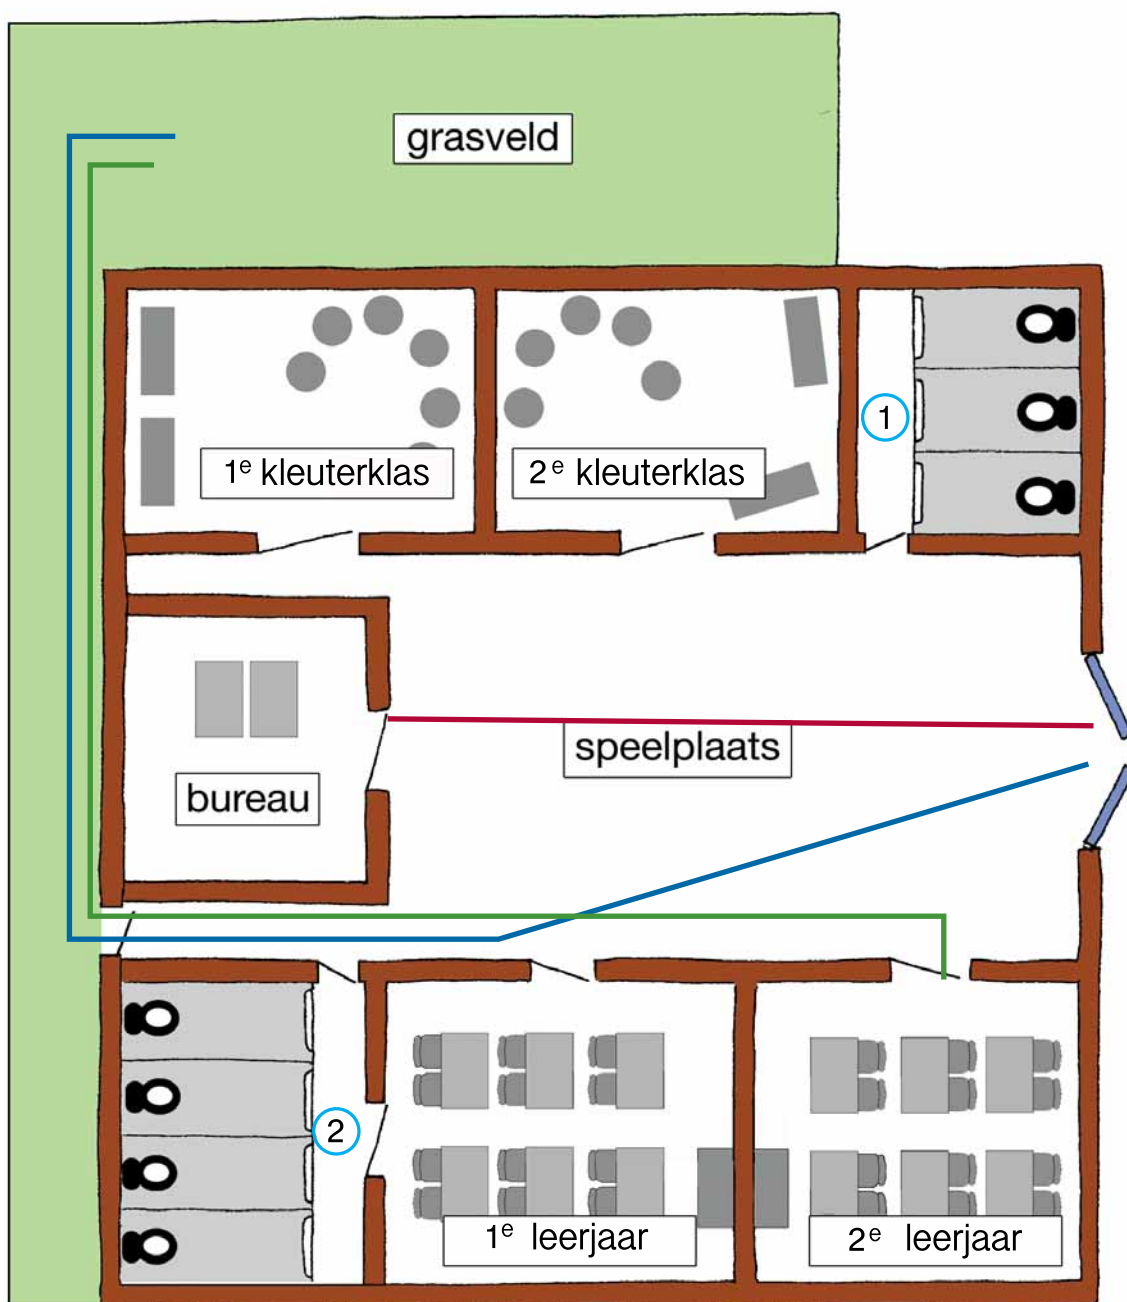 grasveld
1e kleuterklas
2e kleuterklas
1
speelplaats
bureau
2
1e leerjaar
2e leerjaar